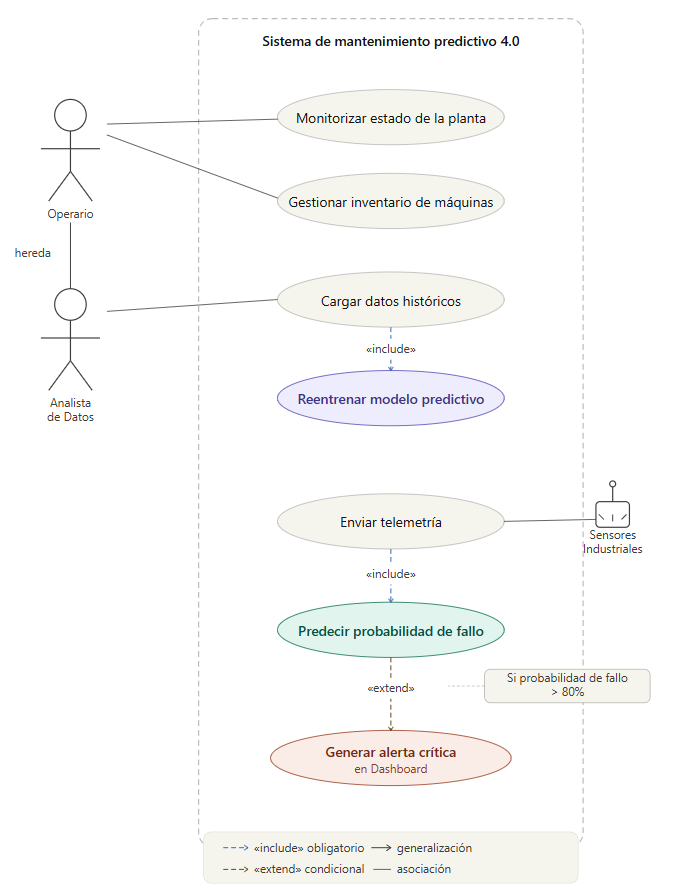 Sistema de mantenimiento predictivo 4.0
Monitorizar estado de la planta
Operario
Gestionar inventario de máquinas
hereda
Cargar datos históricos
«include»
Analista
de Datos
Reentrenar modelo predictivo
Enviar telemetría
Sensores
Industriales
«include»
Predecir probabilidad de fallo
«extend»
Si probabilidad de fallo
> 80%
Generar alerta crítica
en Dashboard
«include» obligatorio
generalización
«extend» condicional
asociación